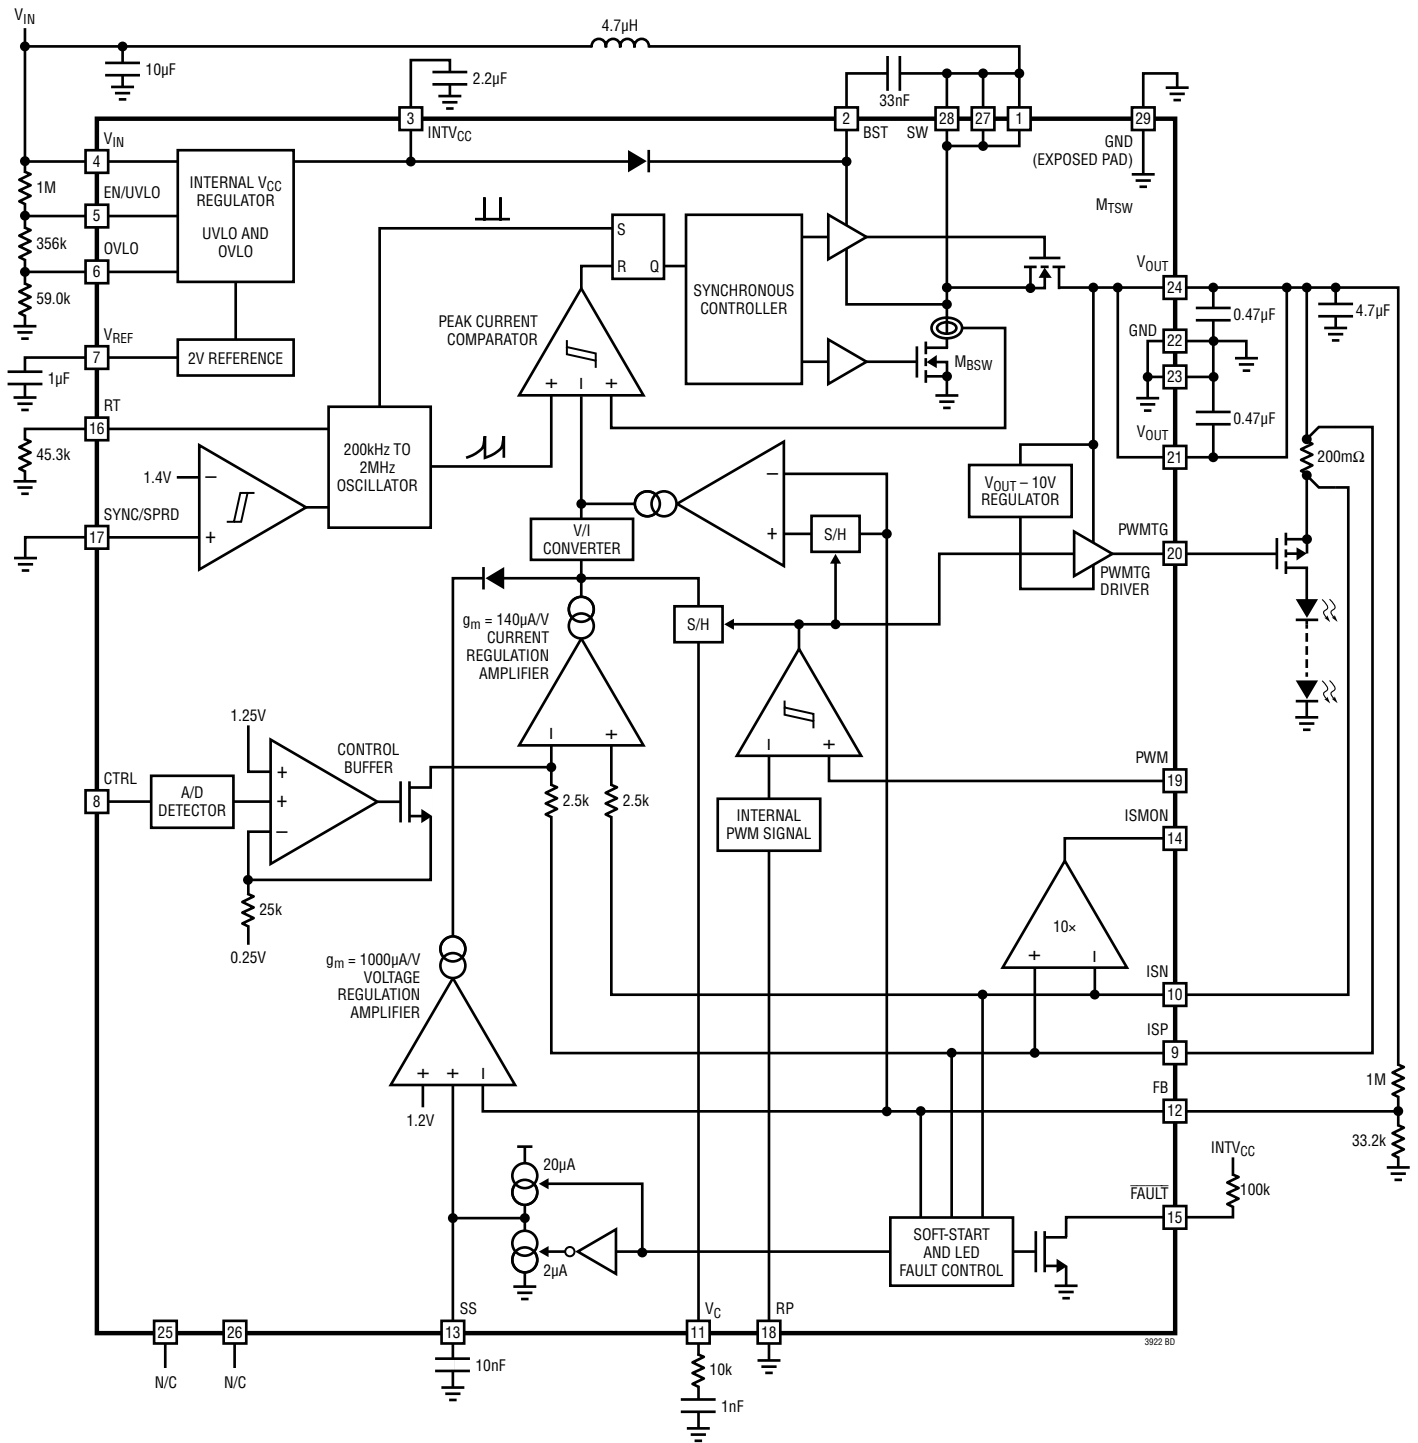 VIN
4.7µH
10µF
2.2µF
33nF
3
INTVCC
2
BST
SW
28
27
1
29
GND
(EXPOSED PAD)
MTSW
VIN
4
1M
EN/UVLO
5
356k
OVLO
6
59.0k
INTERNAL VCC
REGULATOR
UVLO AND
OVLO
S
R
Q
SYNCHRONOUS
CONTROLLER
PEAK CURRENT
COMPARATOR
+
–
+
MBSW
VOUT
24
0.47µF
4.7µF
GND
22
23
0.47µF
VOUT
21
200mΩ
VREF
7
1µF
2V REFERENCE
RT
16
45.3k
200kHz TO
2MHz
OSCILLATOR
1.4V
–
+
SYNC/SPRD
17
V/I
CONVERTER
–
+
S/H
VOUT – 10V
REGULATOR
PWMTG
20
PWMTG
DRIVER
S/H
gm = 140µA/V
CURRENT
REGULATION
AMPLIFIER
–
+
–
+
1.25V
CONTROL
BUFFER
CTRL
8
A/D
DETECTOR
+
+
–
25k
0.25V
2.5k
2.5k
INTERNAL
PWM SIGNAL
PWM
19
ISMON
14
10×
+
–
ISN
10
ISP
9
FB
12
1M
33.2k
gm = 1000µA/V
VOLTAGE
REGULATION
AMPLIFIER
+
+
–
1.2V
20µA
2µA
SOFT-START
AND LED
FAULT CONTROL
INTVCC
100k
FAULT
15
25
N/C
26
N/C
SS
13
10nF
VC
11
10k
1nF
RP
18
3922 BD